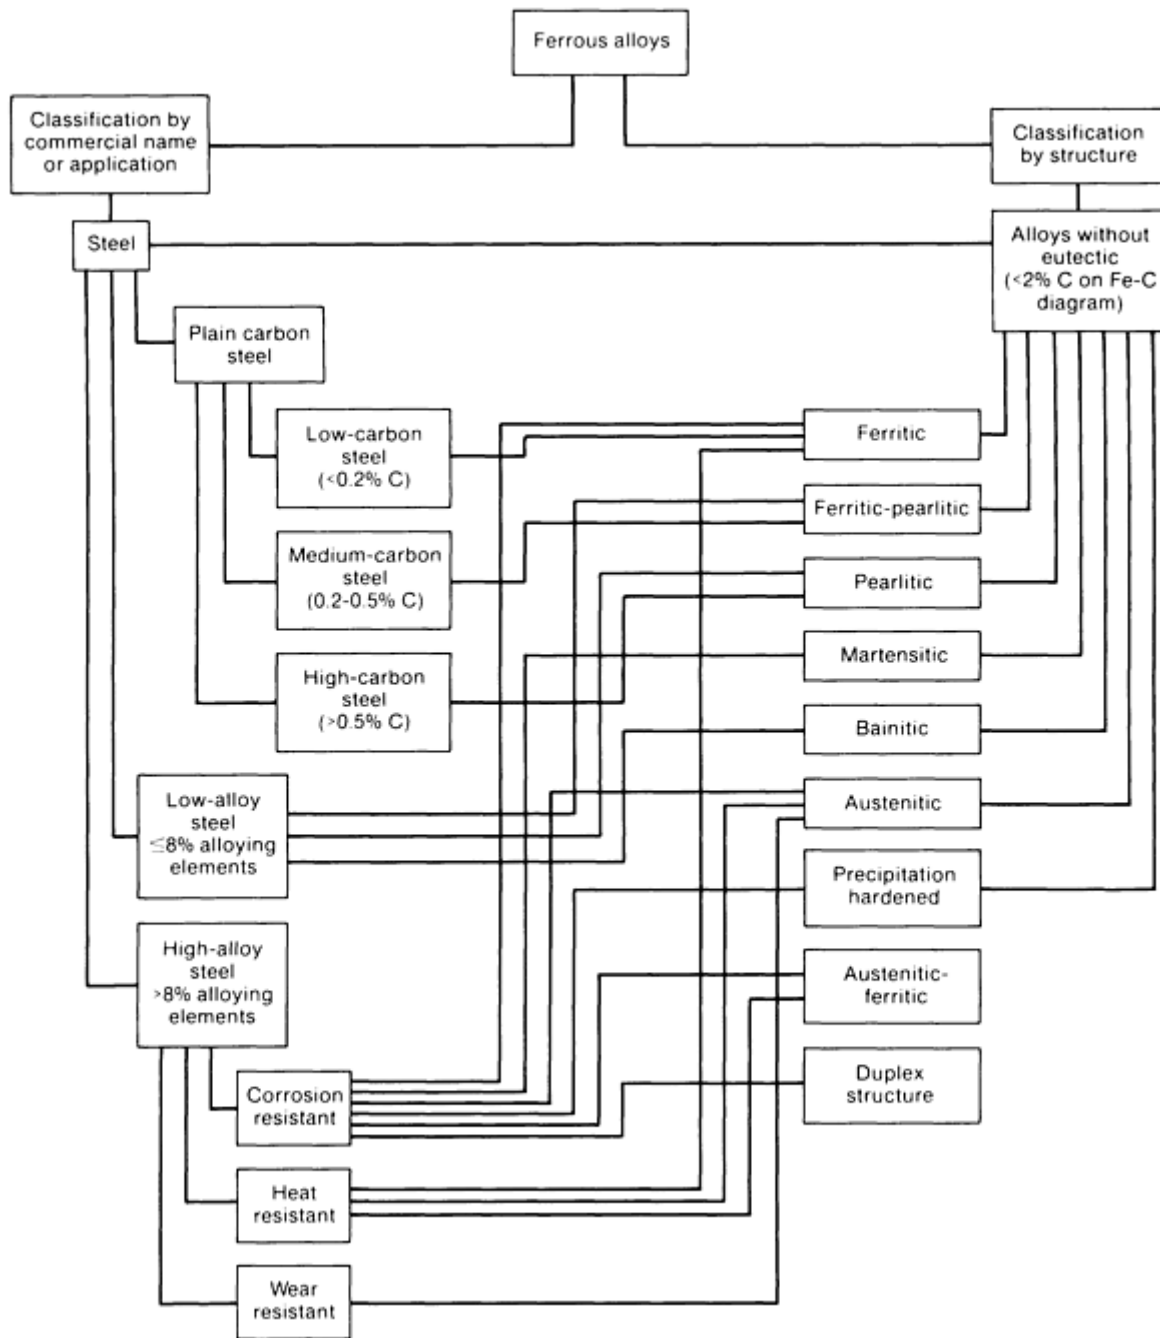 Ferrous alloys
Classification by
commercial name
or application
Classification
by structure
Steel
Alloys without
eutectic
(<2% C on Fe-C
diagram)
Plain carbon
steel
Low-carbon
steel
(<0.2% C)
Ferritic
Ferritic-pearlitic
Medium-carbon
steel
(0.2-0.5% C)
Pearlitic
Martensitic
High-carbon
steel
(>0.5% C)
Bainitic
Low-alloy
steel
≦8% alloying
elements
Austenitic
Precipitation
hardened
High-alloy
steel
>8% alloying
elements
Austenitic-
ferritic
Corrosion
resistant
Duplex
structure
Heat
resistant
Wear
resistant